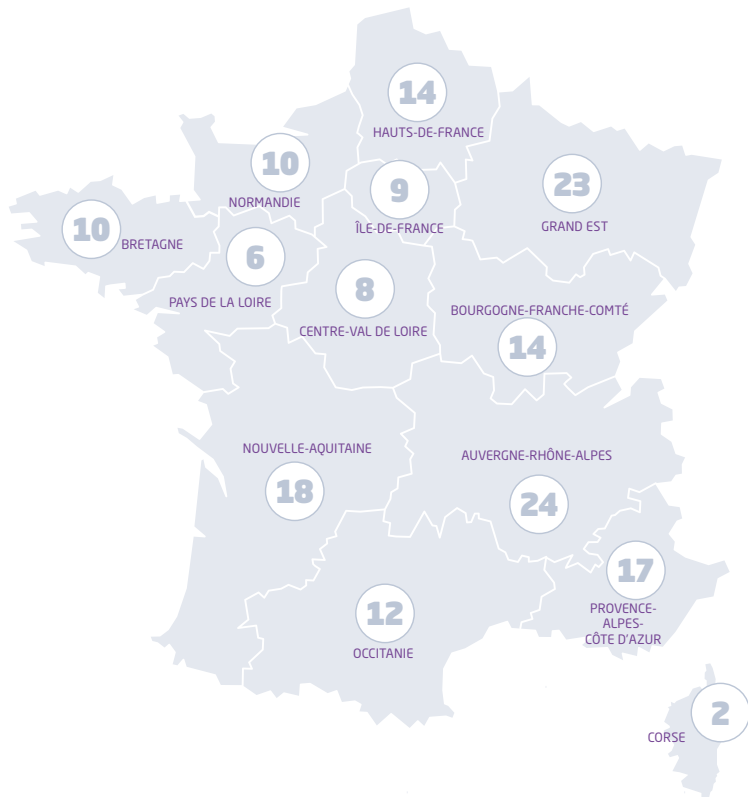 14
HAUTS-DE-FRANCE
10
NORMANDIE
9
ÎLE-DE-FRANCE
23
GRAND EST
10
BRETAGNE
6
PAYS DE LA LOIRE
8
CENTRE-VAL DE LOIRE
BOURGOGNE-FRANCHE-COMTÉ
14
NOUVELLE-AQUITAINE
18
AUVERGNE-RHÔNE-ALPES
24
17
PROVENCE-
ALPES-
CÔTE D'AZUR
12
OCCITANIE
2
CORSE